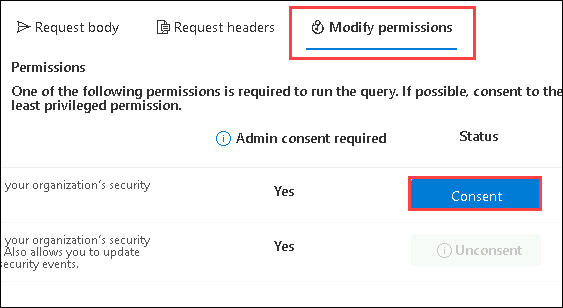 Request body Request headers Modify permissions
Permissions
One of the following permissions is required to run the query. If possible, consent to the
least privileged permission.
Admin consent required Status
your organization's security Yes Consent
your organization's security
Also allows you to update Yes Unconsent
security events.